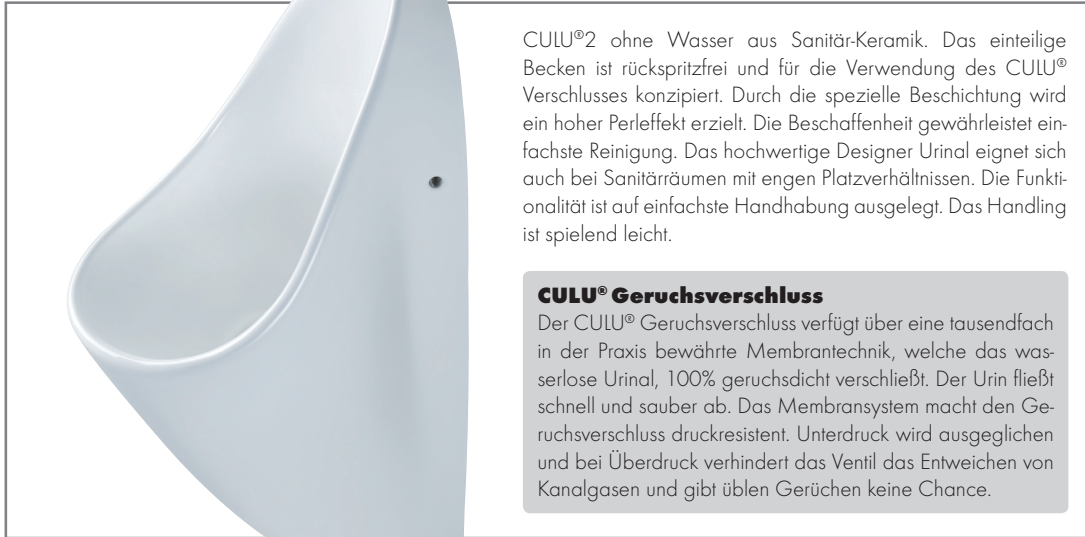 CULU®2 ohne Wasser aus Sanitär-Keramik. Das einteilige
Becken ist rückspritzfrei und für die Verwendung des CULU®
Verschlusses konzipiert. Durch die spezielle Beschichtung wird
ein hoher Perleffekt erzielt. Die Beschaffenheit gewährleistet ein-
fachste Reinigung. Das hochwertige Designer Urinal eignet sich
auch bei Sanitärräumen mit engen Platzverhältnissen. Die Funkti-
onalität ist auf einfachste Handhabung ausgelegt. Das Handling
ist spielend leicht.
CULU® Geruchsverschluss
Der CULU® Geruchsverschluss verfügt über eine tausendfach
in der Praxis bewährte Membrantechnik, welche das was-
serlose Urinal, 100% geruchsdicht verschließt. Der Urin fließt
schnell und sauber ab. Das Membransystem macht den Ge-
ruchsverschluss druckresistent. Unterdruck wird ausgeglichen
und bei Überdruck verhindert das Ventil das Entweichen von
Kanalgasen und gibt üblen Gerüchen keine Chance.